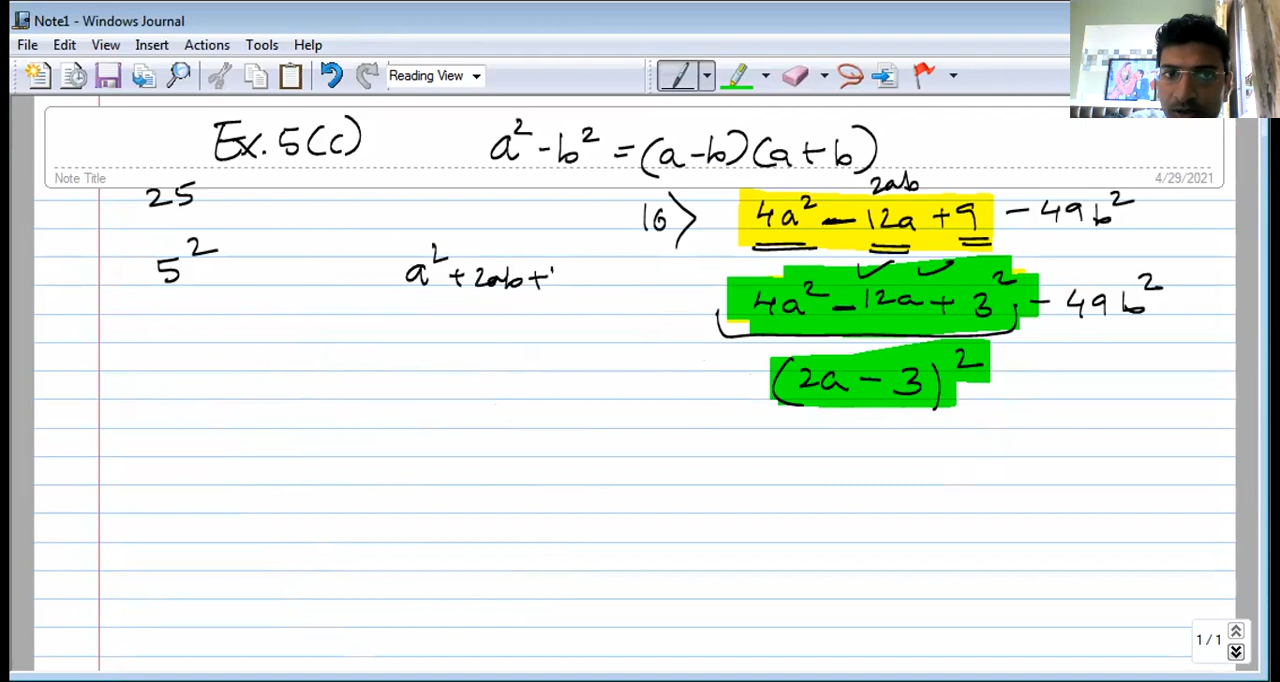 Note1 - Windows Journal
File Edit View Insert Actions Tools Help
Reading View
Ex. 5(c)
a² - b² = (a - b)(a + b)
Note Title
4/29/2021
25
2ab
16> 4a² - 12a + 9 - 49b²
5²
a² + 2ab +
4a² - 12a + 3² - 49b²
(2a - 3)²
1 / 1